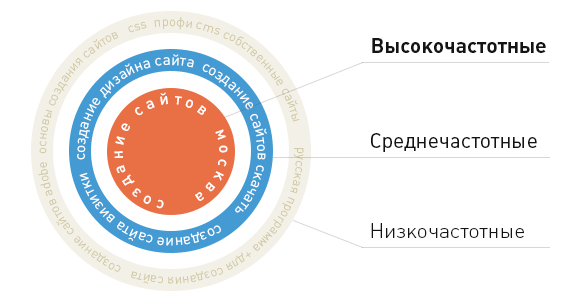 Высокочастотные
Среднечастотные
Низкочастотные
создание сайтов москва
создание дизайна сайта
создание сайтов скачать
создание сайта визитки
основы создания сайтов
css профи
cms собственные сайты
русская программа +для создания сайта
создание сайтов adobe